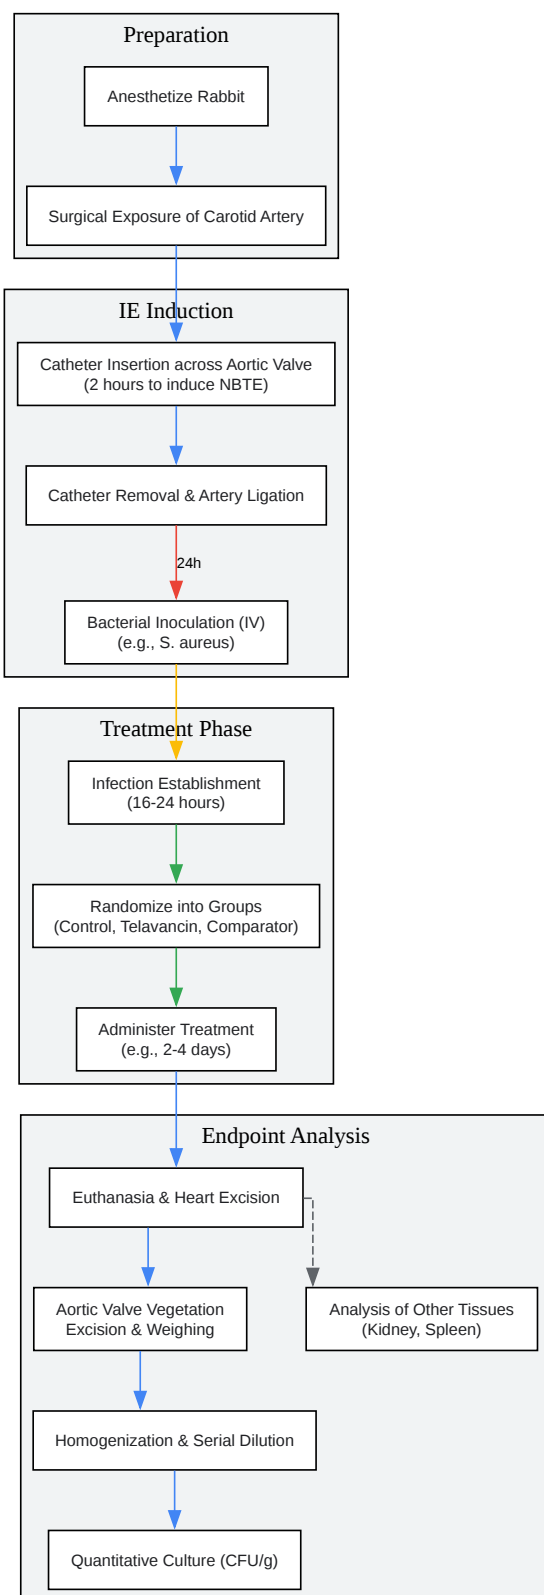 Preparation
Anesthetize Rabbit
Surgical Exposure of Carotid Artery
IE Induction
Catheter Insertion across Aortic Valve
(2 hours to induce NBTE)
Catheter Removal & Artery Ligation
24h
Bacterial Inoculation (IV)
(e.g., S. aureus)
Treatment Phase
Infection Establishment
(16-24 hours)
Randomize into Groups
(Control, Telavancin, Comparator)
Administer Treatment
(e.g., 2-4 days)
Endpoint Analysis
Euthanasia & Heart Excision
Aortic Valve Vegetation
Excision & Weighing
Analysis of Other Tissues
(Kidney, Spleen)
Homogenization & Serial Dilution
Quantitative Culture (CFU/g)